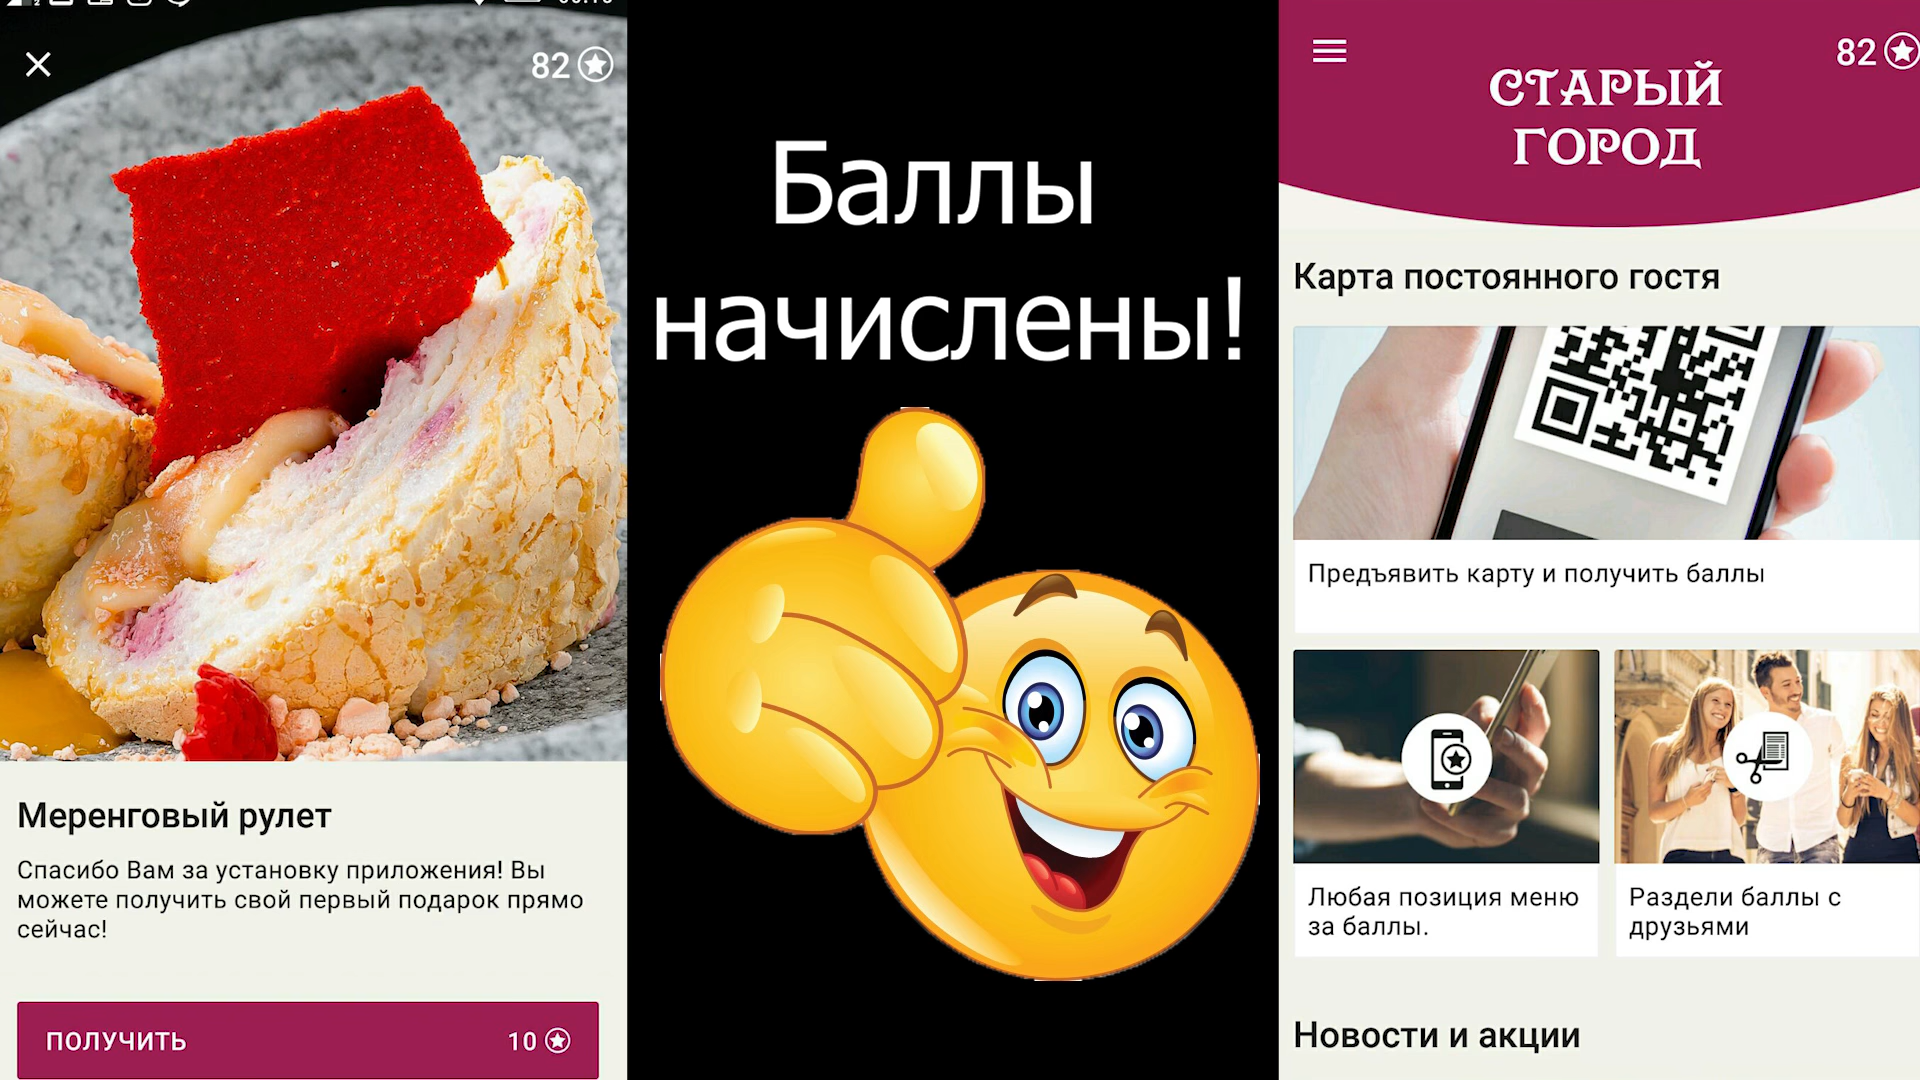 82
Меренговый рулет
Спасибо Вам за установку приложения! Вы
можете получить свой первый подарок прямо
сейчас!
ПОЛУЧИТЬ 10
Баллы
начислены!
82
СТАРЫЙ
ГОРОД
Карта постоянного гостя
Предъявить карту и получить баллы
Любая позиция меню
за баллы.
Раздели баллы с
друзьями
Новости и акции